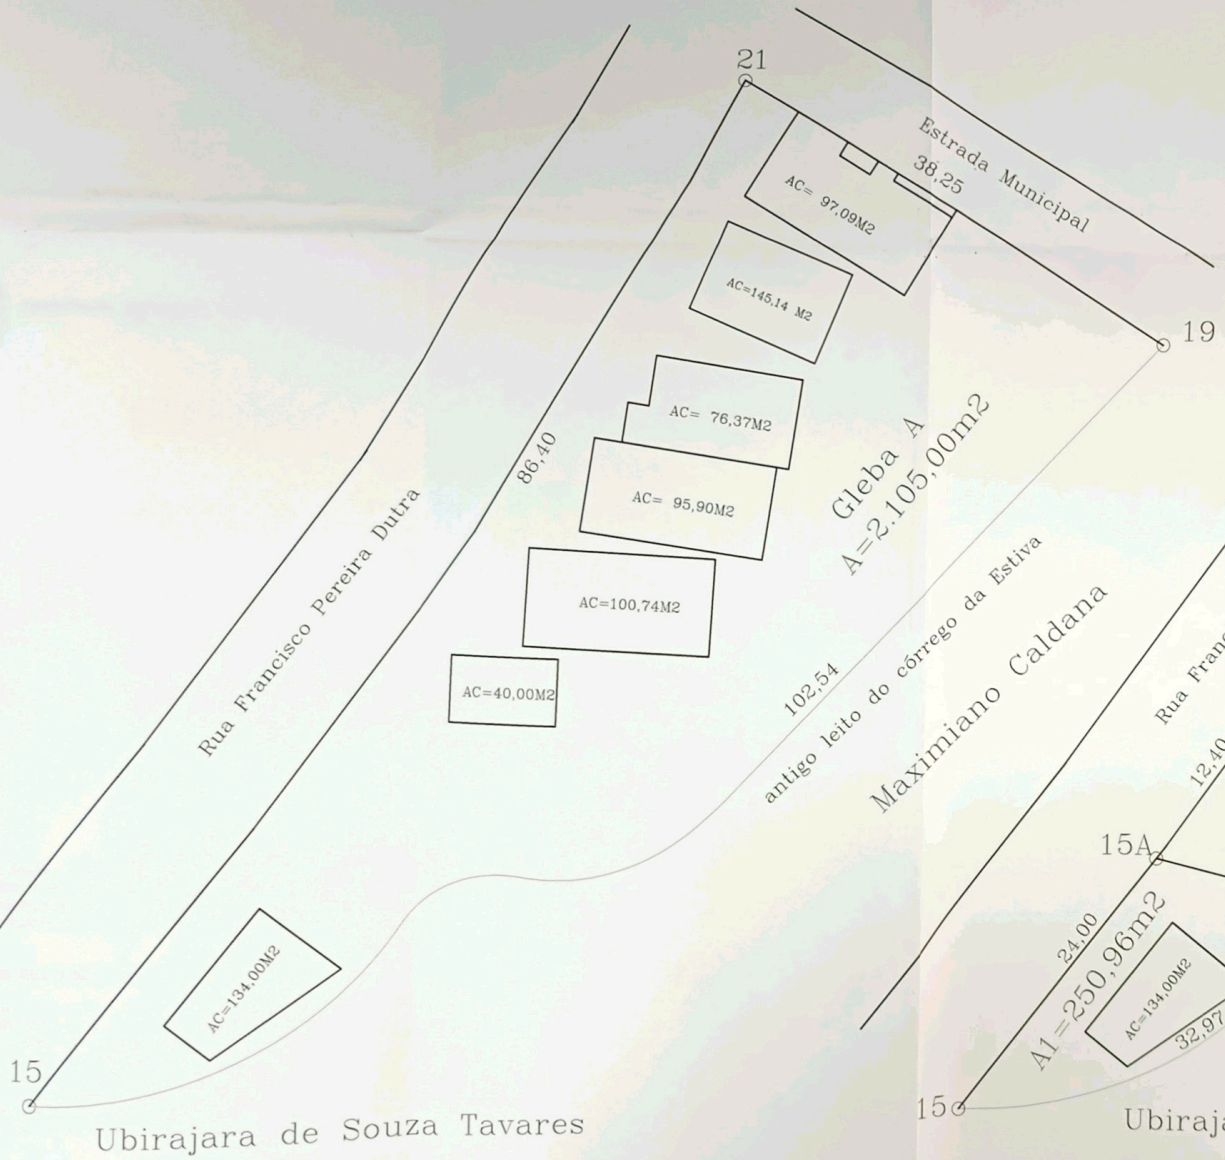 21
Estrada Municipal
38,25
AC= 97,09M2
AC=145,14 M2
19
AC= 76,37M2
86,40
AC= 95,90M2
Gleba A
A=2.105,00m2
Rua Francisco Pereira Dutra
AC=100,74M2
AC=40,00M2
102,54
antigo leito do córrego da Estiva
Maximiano Caldana
Rua Franc
12,40
15A
24,00
A1=250,96m2
AC=134,00M2
32,97
AC=134,00M2
15
15
Ubirajara de Souza Tavares
Ubiraja